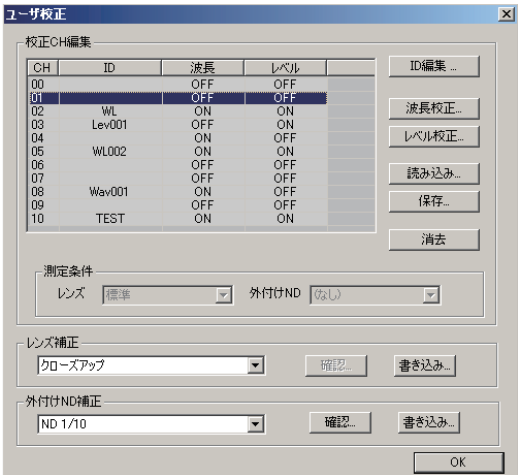 ユーザ校正
校正CH編集
CH ID 波長 レベル
00 OFF OFF
01 OFF OFF
02 WL ON ON
03 Lev001 OFF ON
04 ON ON
05 WL002 ON ON
06 OFF OFF
07 OFF OFF
08 Wav001 ON OFF
09 OFF OFF
10 TEST ON ON
ID編集 ...
波長校正...
レベル校正...
読み込み...
保存...
消去
測定条件
レンズ 標準 外付けND (なし)
レンズ補正
クローズアップ 確認... 書き込み...
外付けND補正
ND 1/10 確認... 書き込み...
OK